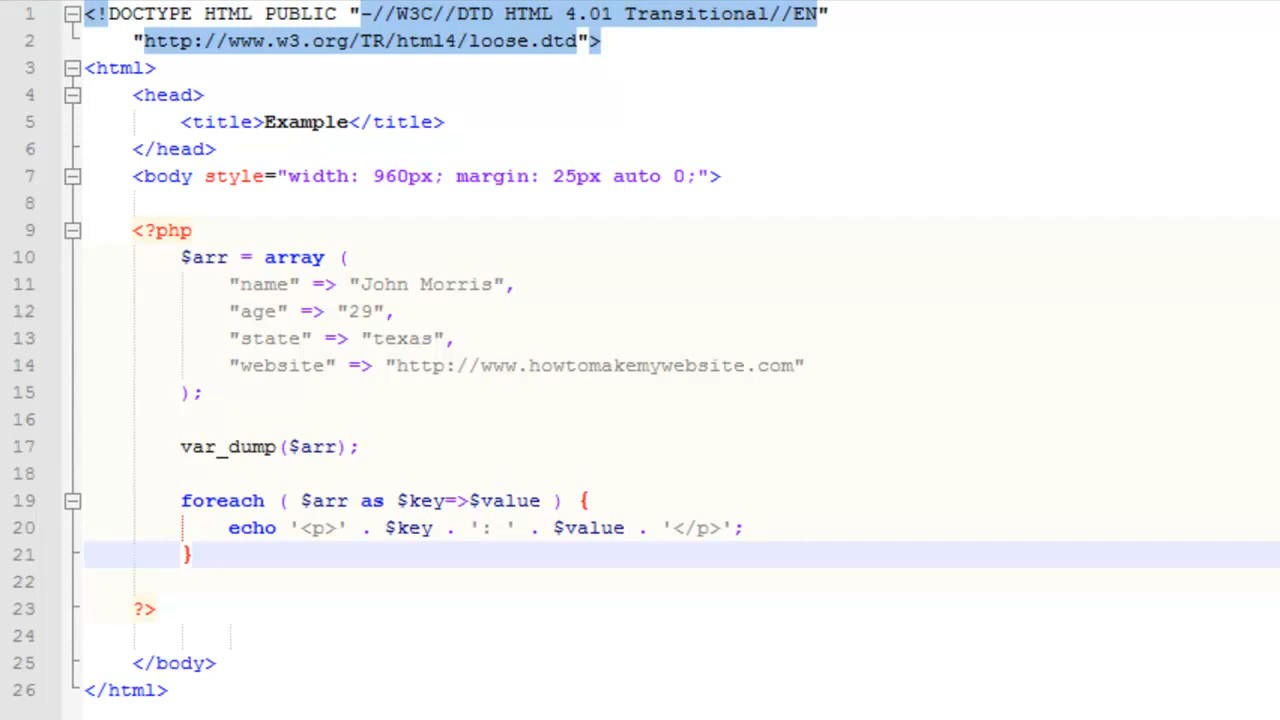 1 <!DOCTYPE HTML PUBLIC "-//W3C//DTD HTML 4.01 Transitional//EN"
2 "http://www.w3.org/TR/html4/loose.dtd">
3 <html>
4 <head>
5 <title>Example</title>
6 </head>
7 <body style="width: 960px; margin: 25px auto 0;">
8
9 <?php
10 $arr = array (
11 "name" => "John Morris",
12 "age" => "29",
13 "state" => "texas",
14 "website" => "http://www.howtomakemywebsite.com"
15 );
16
17 var_dump($arr);
18
19 foreach ( $arr as $key=>$value ) {
20 echo '<p>' . $key . ': ' . $value . '</p>';
21 }
22
23 ?>
24
25 </body>
26 </html>